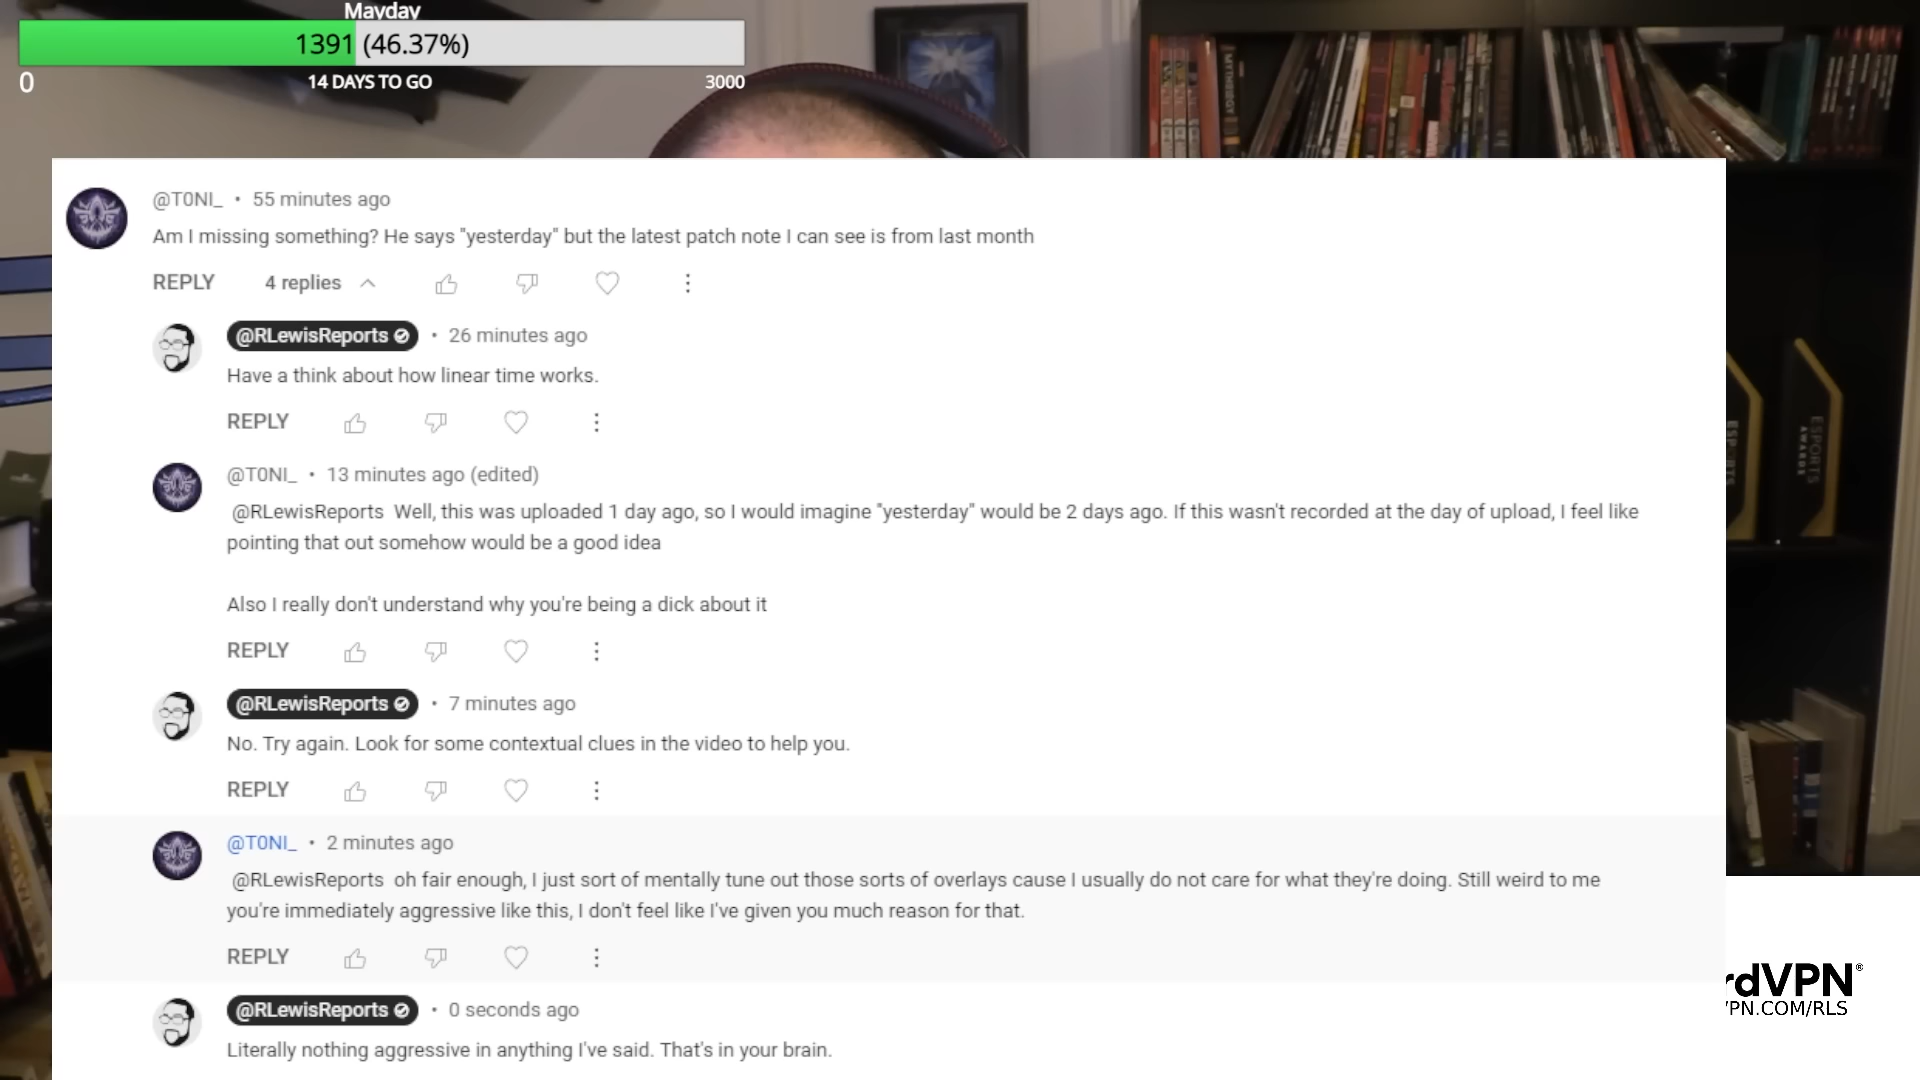 Mayday
1391 (46.37%)
0
14 DAYS TO GO
3000
@T0NI_ • 55 minutes ago
Am I missing something? He says "yesterday" but the latest patch note I can see is from last month
REPLY 4 replies
@RLewisReports • 26 minutes ago
Have a think about how linear time works.
REPLY
@T0NI_ • 13 minutes ago (edited)
@RLewisReports Well, this was uploaded 1 day ago, so I would imagine "yesterday" would be 2 days ago. If this wasn't recorded at the day of upload, I feel like
pointing that out somehow would be a good idea
Also I really don't understand why you're being a dick about it
REPLY
@RLewisReports • 7 minutes ago
No. Try again. Look for some contextual clues in the video to help you.
REPLY
@T0NI_ • 2 minutes ago
@RLewisReports oh fair enough, I just sort of mentally tune out those sorts of overlays cause I usually do not care for what they're doing. Still weird to me
you're immediately aggressive like this, I don't feel like I've given you much reason for that.
REPLY
@RLewisReports • 0 seconds ago
Literally nothing aggressive in anything I've said. That's in your brain.
ESPORTS
AWARDS
rdVPN®
VPN.COM/RLS